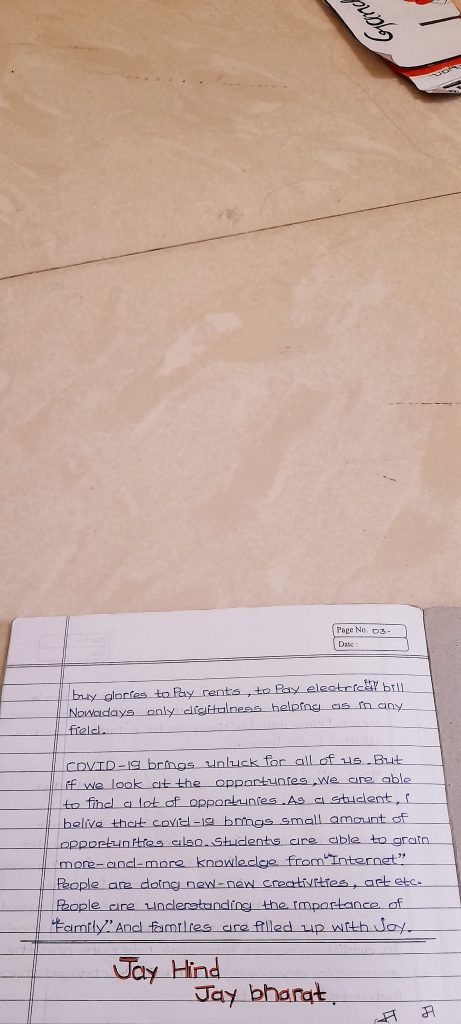 Page No. 03.
Date :
buy glories to Pay rents, to Pay electricity bill
Nowadays only digitalness helping as in any
field.
COVID-19 brings unluck for all of us. But
if we look at the opportunies, We are able
to find a lot of opportunies. As a student, i
belive that covid-19 brings small amount of
opportunities also. Students are able to grain
more-and-more knowledge from "Internet".
People are doing new-new creativities, art etc.
People are understanding the importance of
"Family." And families are filled up with Joy.
Jay Hind
Jay bharat.